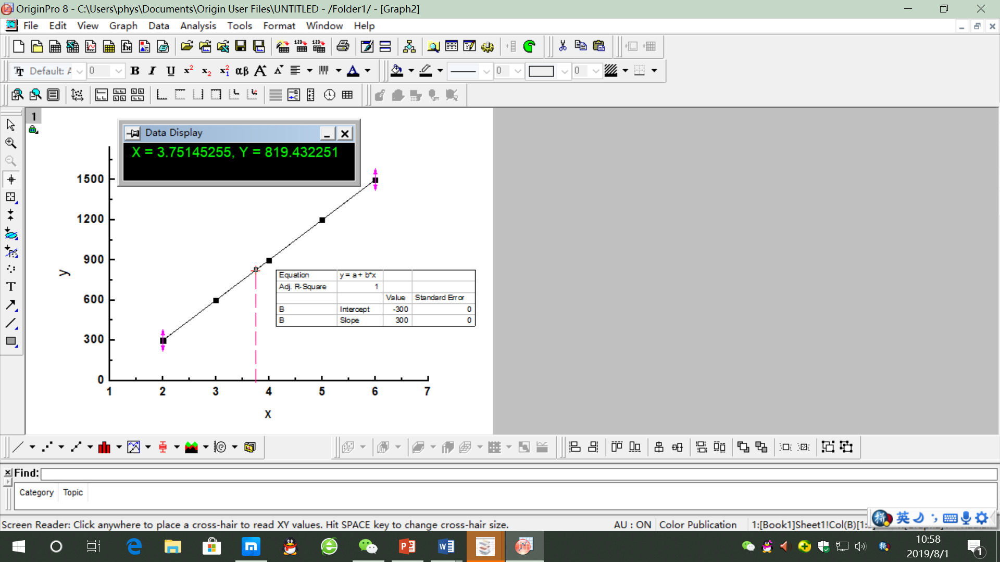 OriginPro 8 - C:\Users\phys\Documents\Origin User Files\UNTITLED - /Folder1/ - [Graph2]
File Edit View Graph Data Analysis Tools Format Window Help
Default: A 0 B I U αβ A A A 0 0
1
Data Display
X = 3.75145255, Y = 819.432251
1500
1200
900
600
300
0
y
1 2 3 4 5 6 7
X
Equation y = a + b*x
Adj. R-Square 1
Value Standard Error
B Intercept -300 0
B Slope 300 0
Find:
Category Topic
Screen Reader: Click anywhere to place a cross-hair to read XY values. Hit SPACE key to change cross-hair size. AU : ON Color Publication 1:[Book1]Sheet1!Col(B)[1:
英
10:58
2019/8/1
1